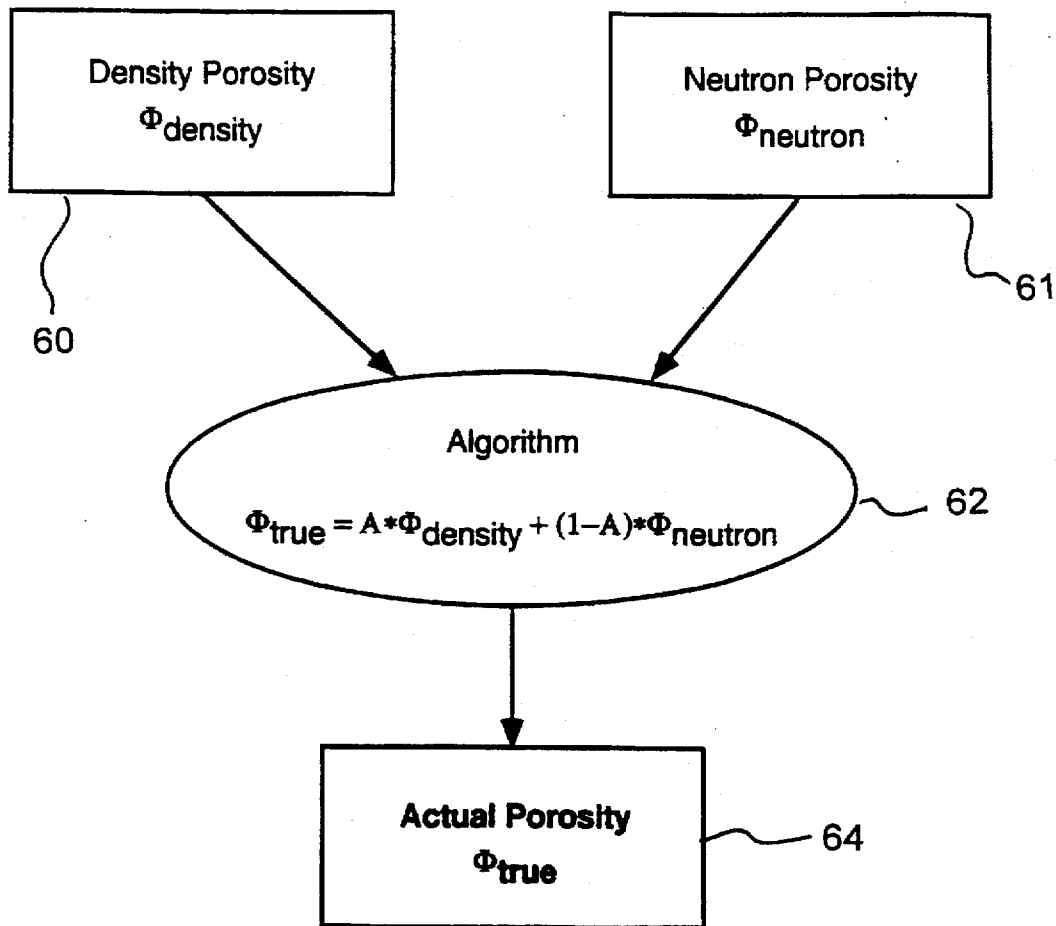 Density Porosity
Φdensity
60
Neutron Porosity
Φneutron
61
Algorithm
Φtrue = A*Φdensity + (1–A)*Φneutron
62
Actual Porosity
Φtrue
64